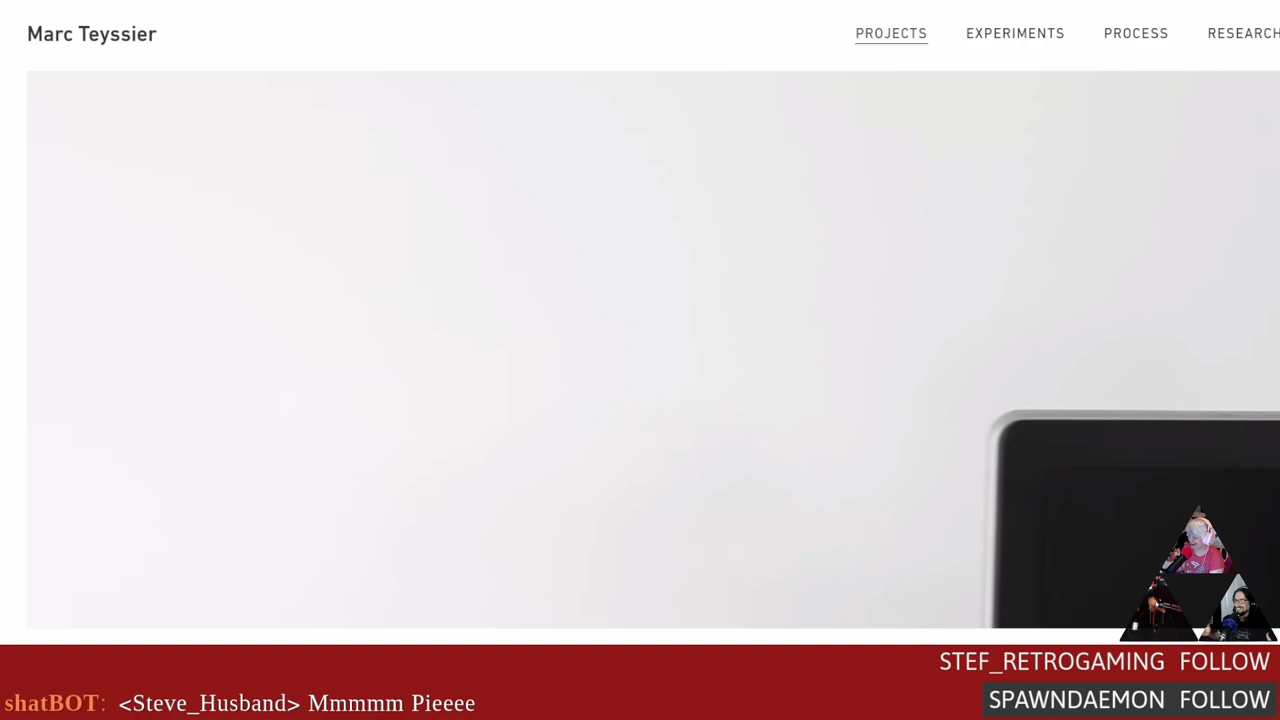 Marc Teyssier
PROJECTS EXPERIMENTS PROCESS RESEARCH
STEF_RETROGAMING FOLLOW
shatBOT: <Steve_Husband> Mmmmm Pieeee
SPAWNDAEMON FOLLOW